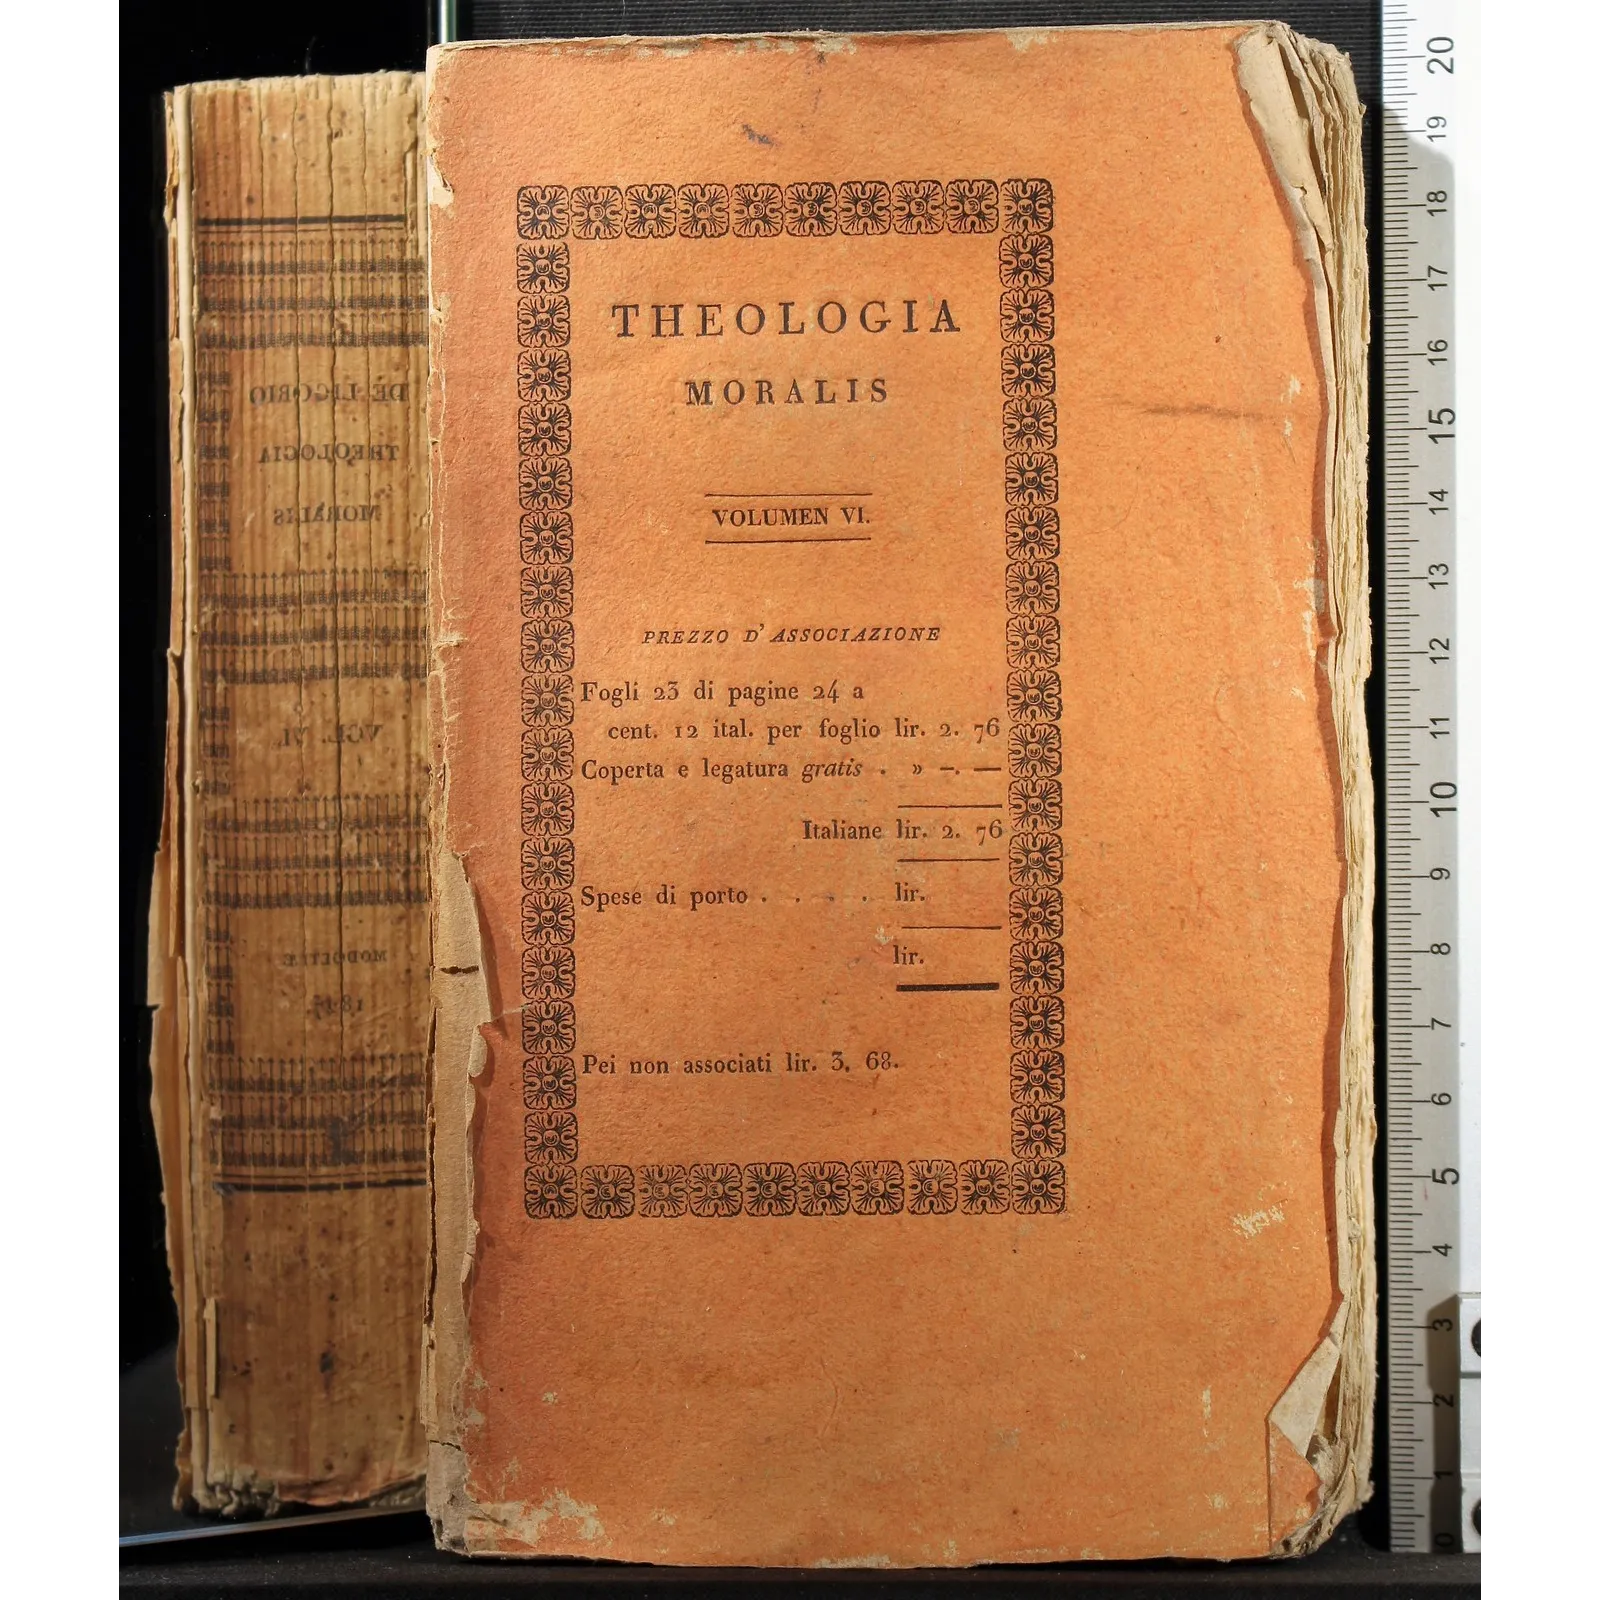 THEOLOGIA
MORALIS
VOLUMEN VI.
PREZZO D'ASSOCIAZIONE
Fogli 23 di pagine 24 a
cent. 12 ital. per foglio lir. 2. 76
Coperta e legatura gratis . » —. —
Italiane lir. 2. 76
Spese di porto . . . . lir.
lir.
Pei non associati lir. 3. 68.
DE LIGORIO
THEOLOGIA
MORALIS
VOL. VI.
20
19
18
17
16
15
14
13
12
11
10
9
8
7
6
5
4
3
2
1
0